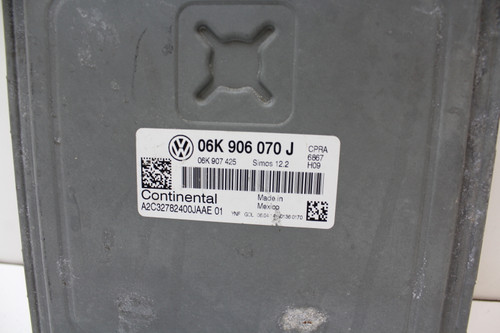 06K 906 070 J
CPRA
6867
H09
06K 907 425 Simos 12.2
Continental
A2C32782400JAAE 01
Made in
Mexico